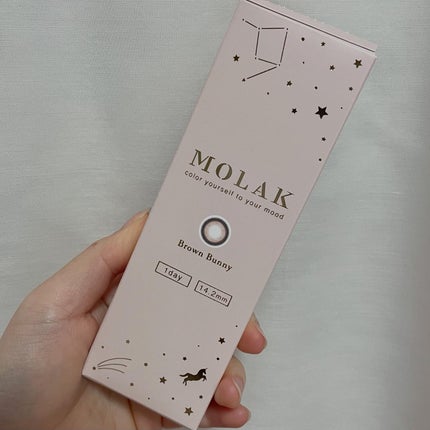 MOLAK
color yourself to your mood
Brown Bunny
1day 14.2mm